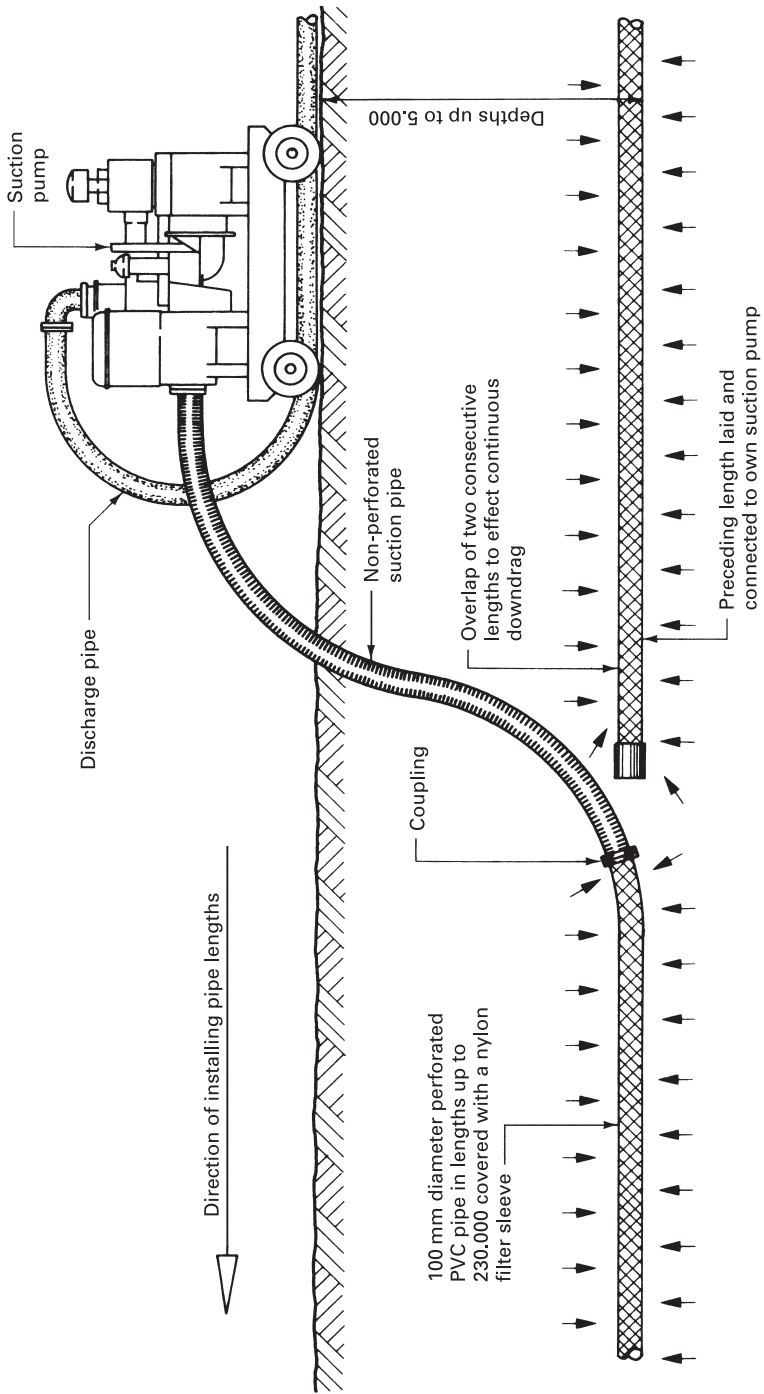 Suction
pump
Depths up to 5.000
Discharge pipe
Non-perforated
suction pipe
Overlap of two consecutive
lengths to effect continuous
downdrag
Preceding length laid and
connected to own suction pump
Coupling
Direction of installing pipe lengths
100 mm diameter perforated
PVC pipe in lengths up to
230.000 covered with a nylon
filter sleeve